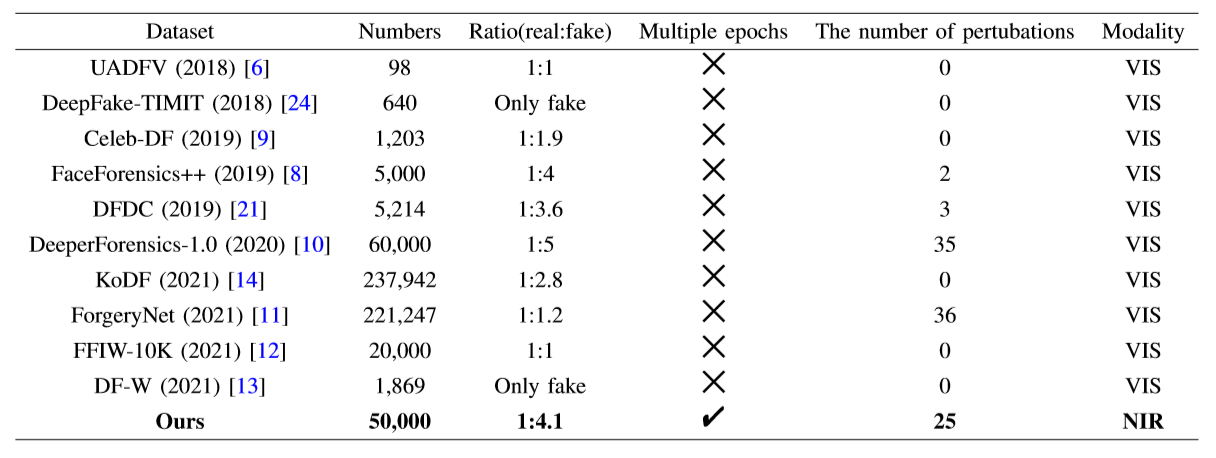 Dataset Numbers Ratio(real:fake) Multiple epochs The number of pertubations Modality
UADFV (2018) [6] 98 1:1 ✕ 0 VIS
DeepFake-TIMIT (2018) [24] 640 Only fake ✕ 0 VIS
Celeb-DF (2019) [9] 1,203 1:1.9 ✕ 0 VIS
FaceForensics++ (2019) [8] 5,000 1:4 ✕ 2 VIS
DFDC (2019) [21] 5,214 1:3.6 ✕ 3 VIS
DeeperForensics-1.0 (2020) [10] 60,000 1:5 ✕ 35 VIS
KoDF (2021) [14] 237,942 1:2.8 ✕ 0 VIS
ForgeryNet (2021) [11] 221,247 1:1.2 ✕ 36 VIS
FFIW-10K (2021) [12] 20,000 1:1 ✕ 0 VIS
DF-W (2021) [13] 1,869 Only fake ✕ 0 VIS
Ours 50,000 1:4.1 ✔ 25 NIR